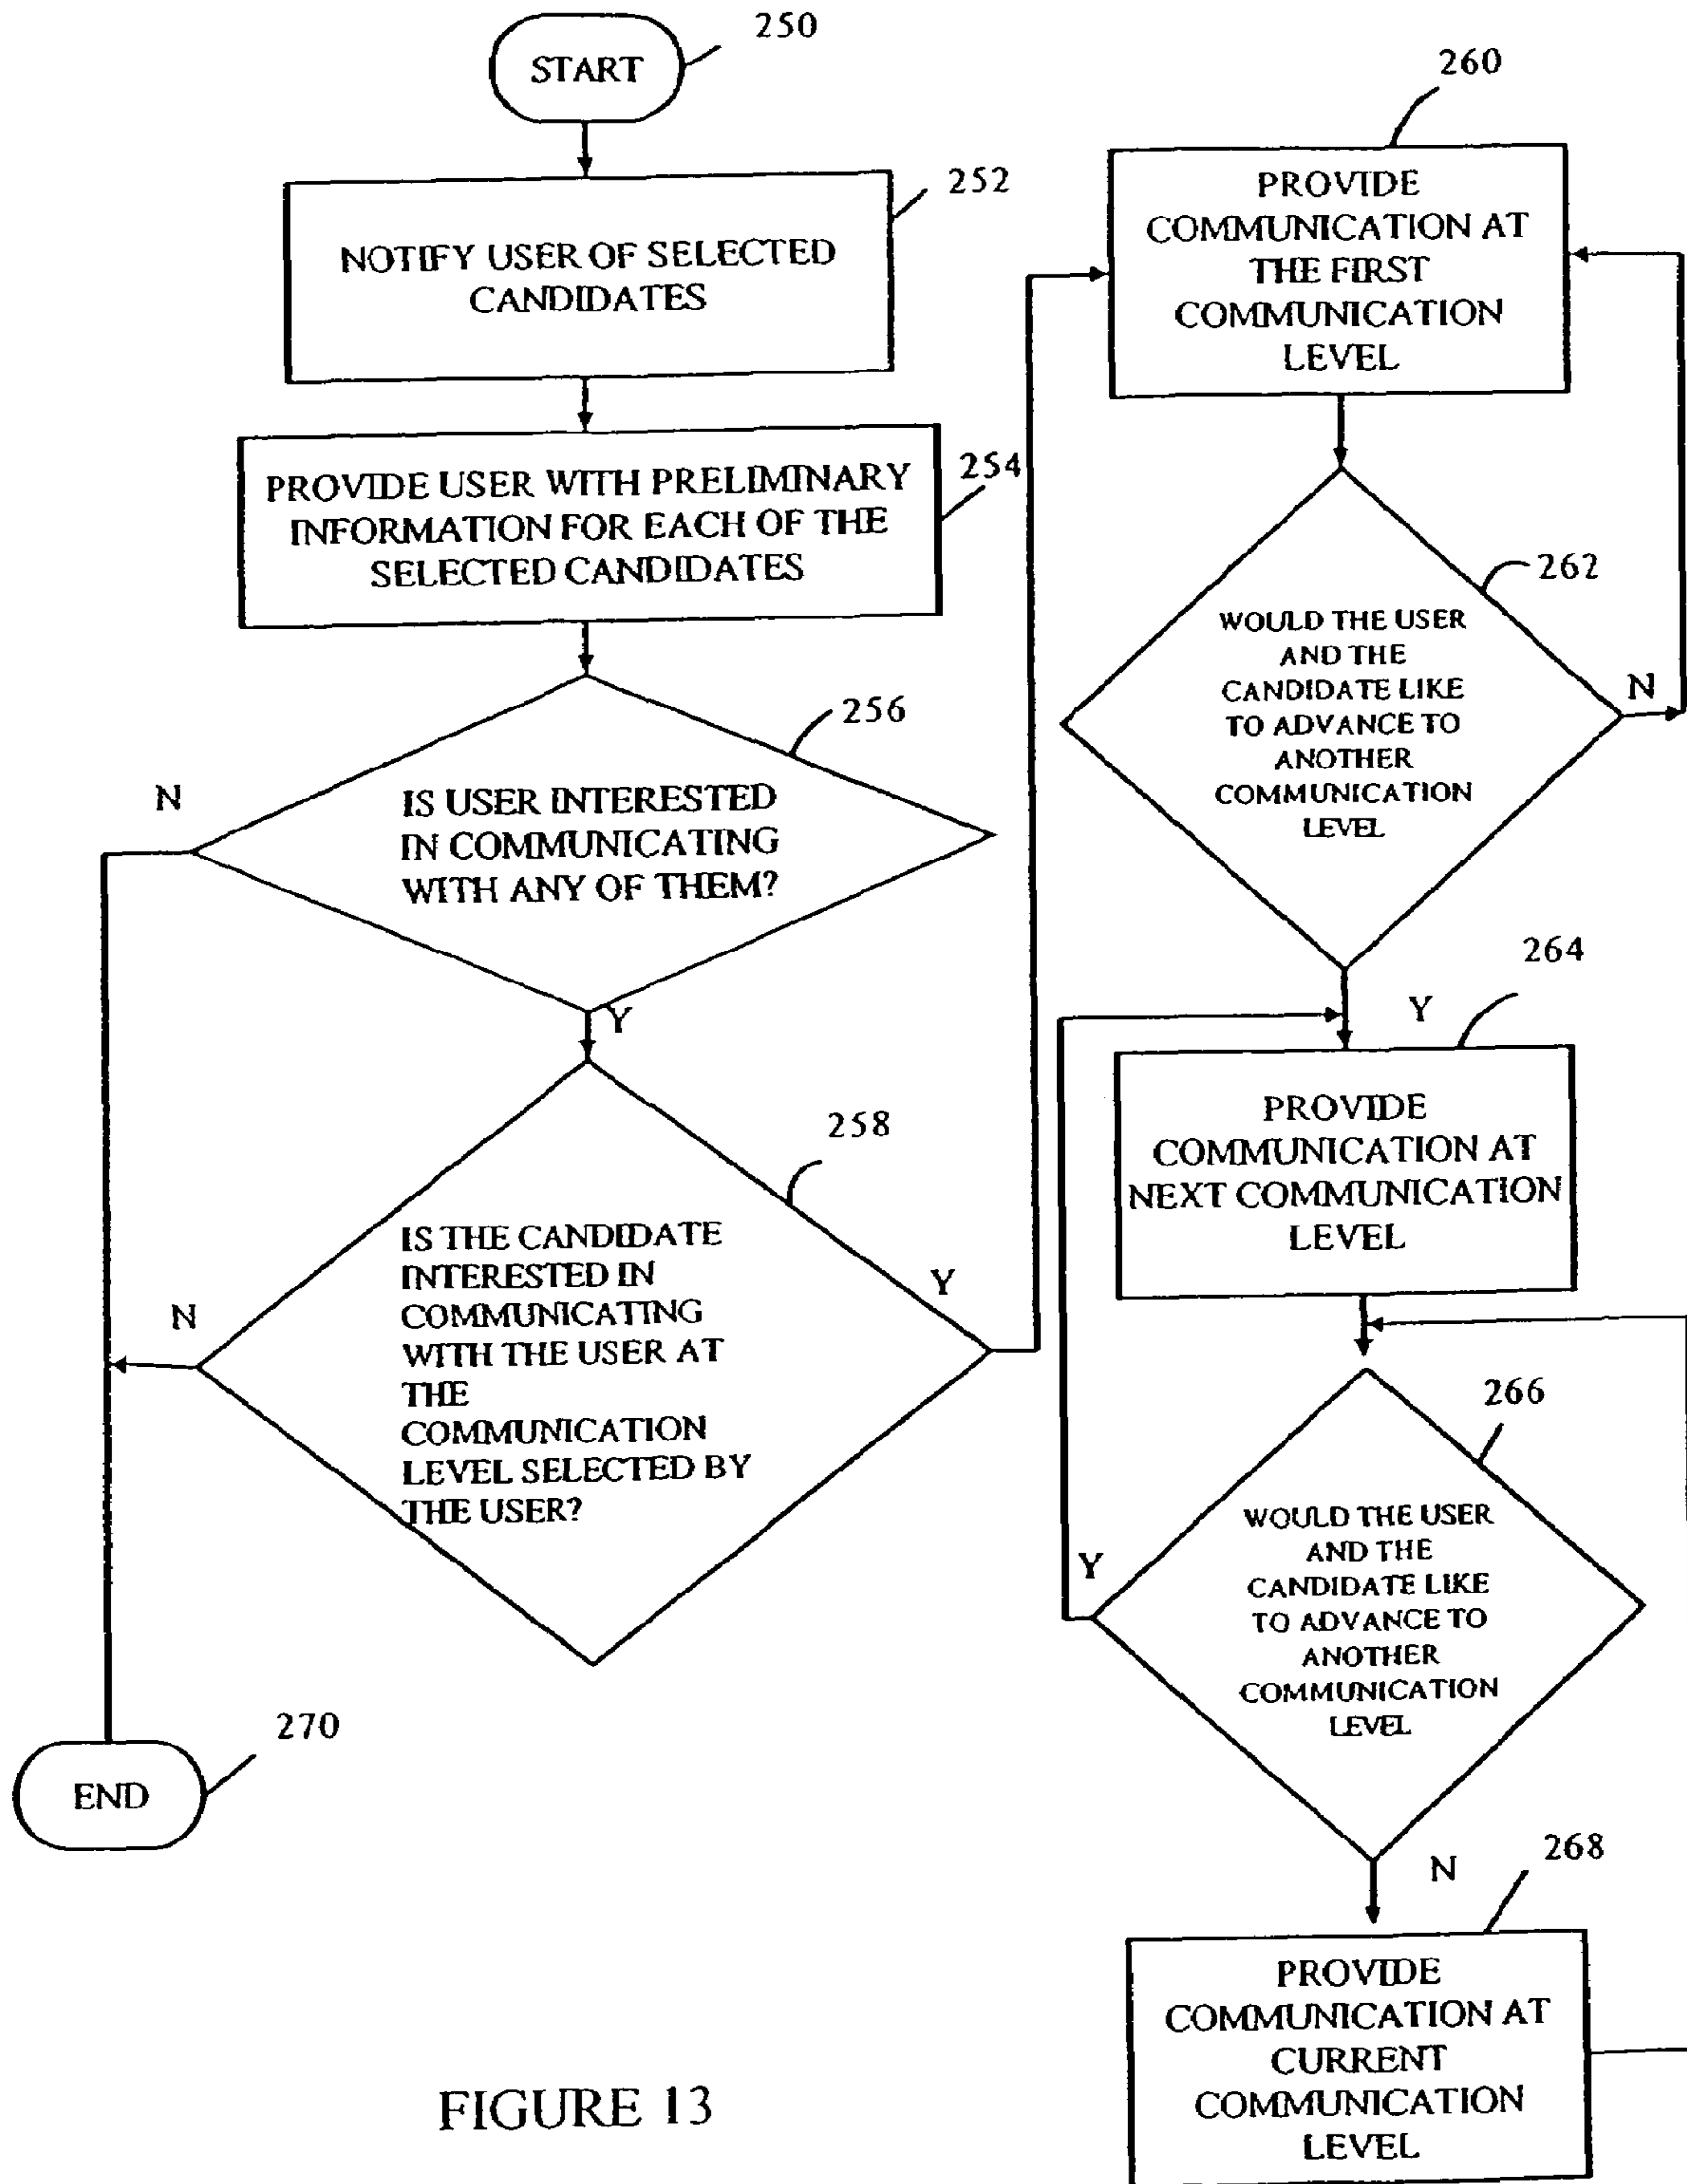 250
START
252
NOTIFY USER OF SELECTED
CANDIDATES
254
PROVIDE USER WITH PRELIMINARY
INFORMATION FOR EACH OF THE
SELECTED CANDIDATES
256
N
IS USER INTERESTED
IN COMMUNICATING
WITH ANY OF THEM?
Y
258
IS THE CANDIDATE
INTERESTED IN
COMMUNICATING
WITH THE USER AT
THE
COMMUNICATION
LEVEL SELECTED BY
THE USER?
N
Y
270
END
260
PROVIDE
COMMUNICATION AT
THE FIRST
COMMUNICATION
LEVEL
262
WOULD THE USER
AND THE
CANDIDATE LIKE
TO ADVANCE TO
ANOTHER
COMMUNICATION
LEVEL
N
264
Y
PROVIDE
COMMUNICATION AT
NEXT COMMUNICATION
LEVEL
266
WOULD THE USER
AND THE
CANDIDATE LIKE
TO ADVANCE TO
ANOTHER
COMMUNICATION
LEVEL
Y
N
268
PROVIDE
COMMUNICATION AT
CURRENT
COMMUNICATION
LEVEL
FIGURE 13